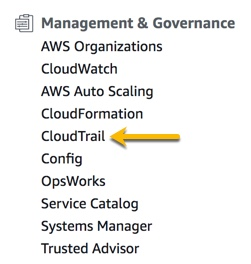 Management & Governance
AWS Organizations
CloudWatch
AWS Auto Scaling
CloudFormation
CloudTrail
Config
OpsWorks
Service Catalog
Systems Manager
Trusted Advisor